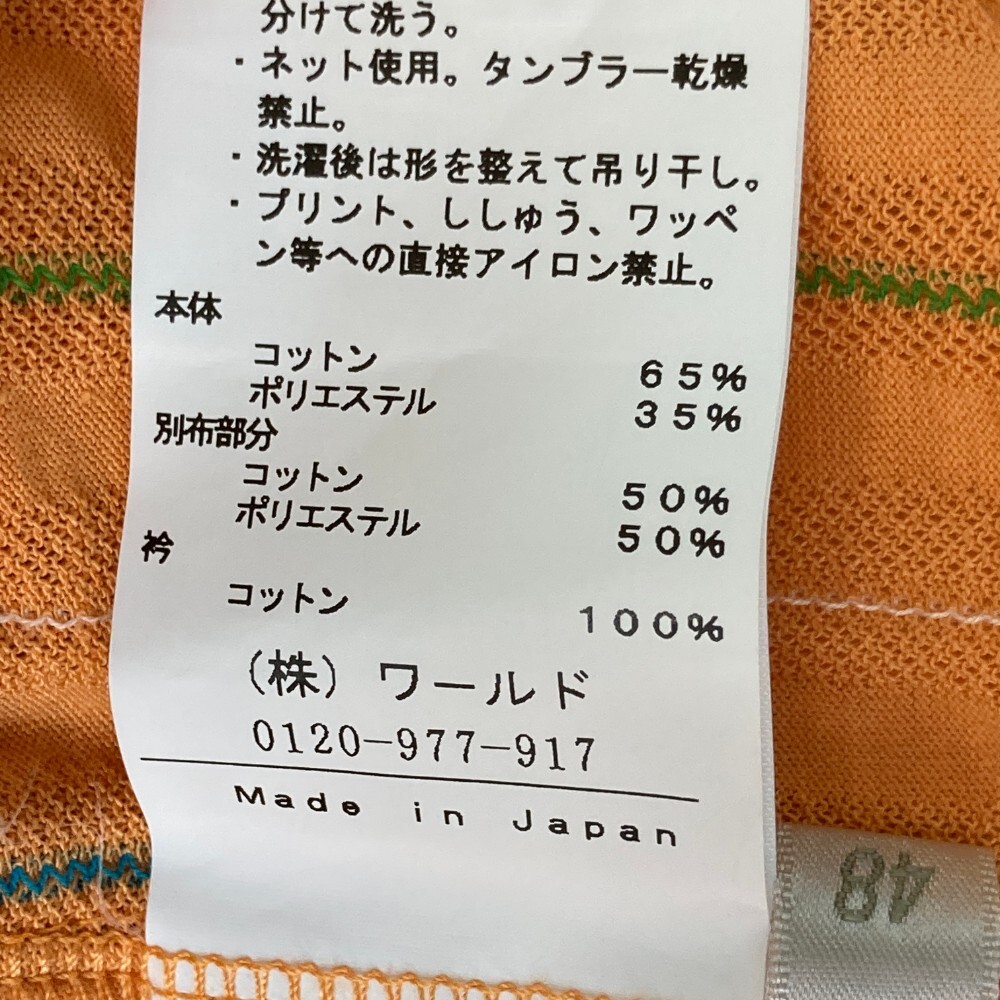 分けて洗う。
・ネット使用。タンブラー乾燥
禁止。
・洗濯後は形を整えて吊り干し。
・プリント、ししゅう、ワッペ
ン等への直接アイロン禁止。
本体
コットン 65%
ポリエステル 35%
別布部分
コットン 50%
ポリエステル 50%
衿
コットン 100%
(株) ワールド
0120-977-917
Made in Japan
48